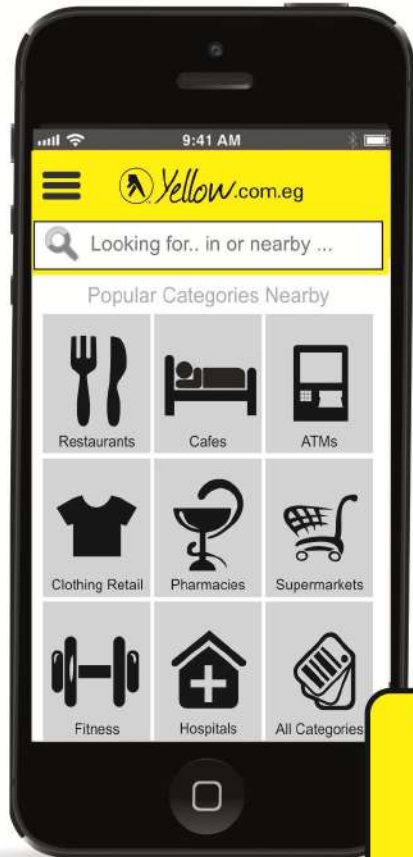 9:41 AM
Yellow.com.eg
Looking for.. in or nearby ...
Popular Categories Nearby
Restaurants
Cafes
ATMs
Clothing Retail
Pharmacies
Supermarkets
Fitness
Hospitals
All Categories